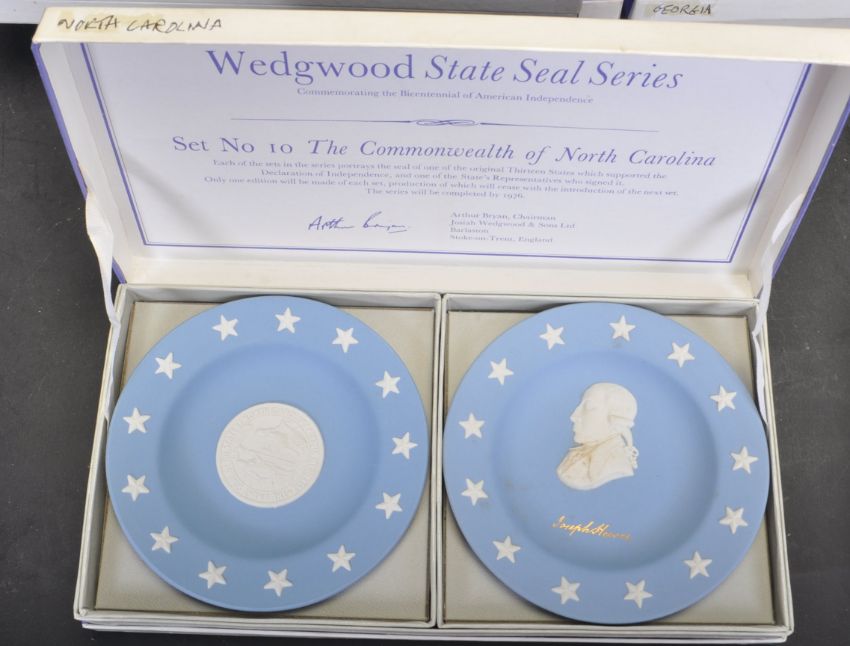 NORTH CAROLINA
GEORGIA
Wedgwood State Seal Series
Commemorating the Bicentennial of American Independence
Set No 10 The Commonwealth of North Carolina
Each of the sets in the series portrays the seal of one of the original Thirteen States which supported the
Declaration of Independence, and one of the State's Representatives who signed it.
Only one edition will be made of each set, production of which will cease with the introduction of the next set.
The series will be completed by 1976.
Arthur Bryan
Arthur Bryan, Chairman
Josiah Wedgwood & Sons Ltd
Barlaston
Stoke-on-Trent, England
Joseph Hewes